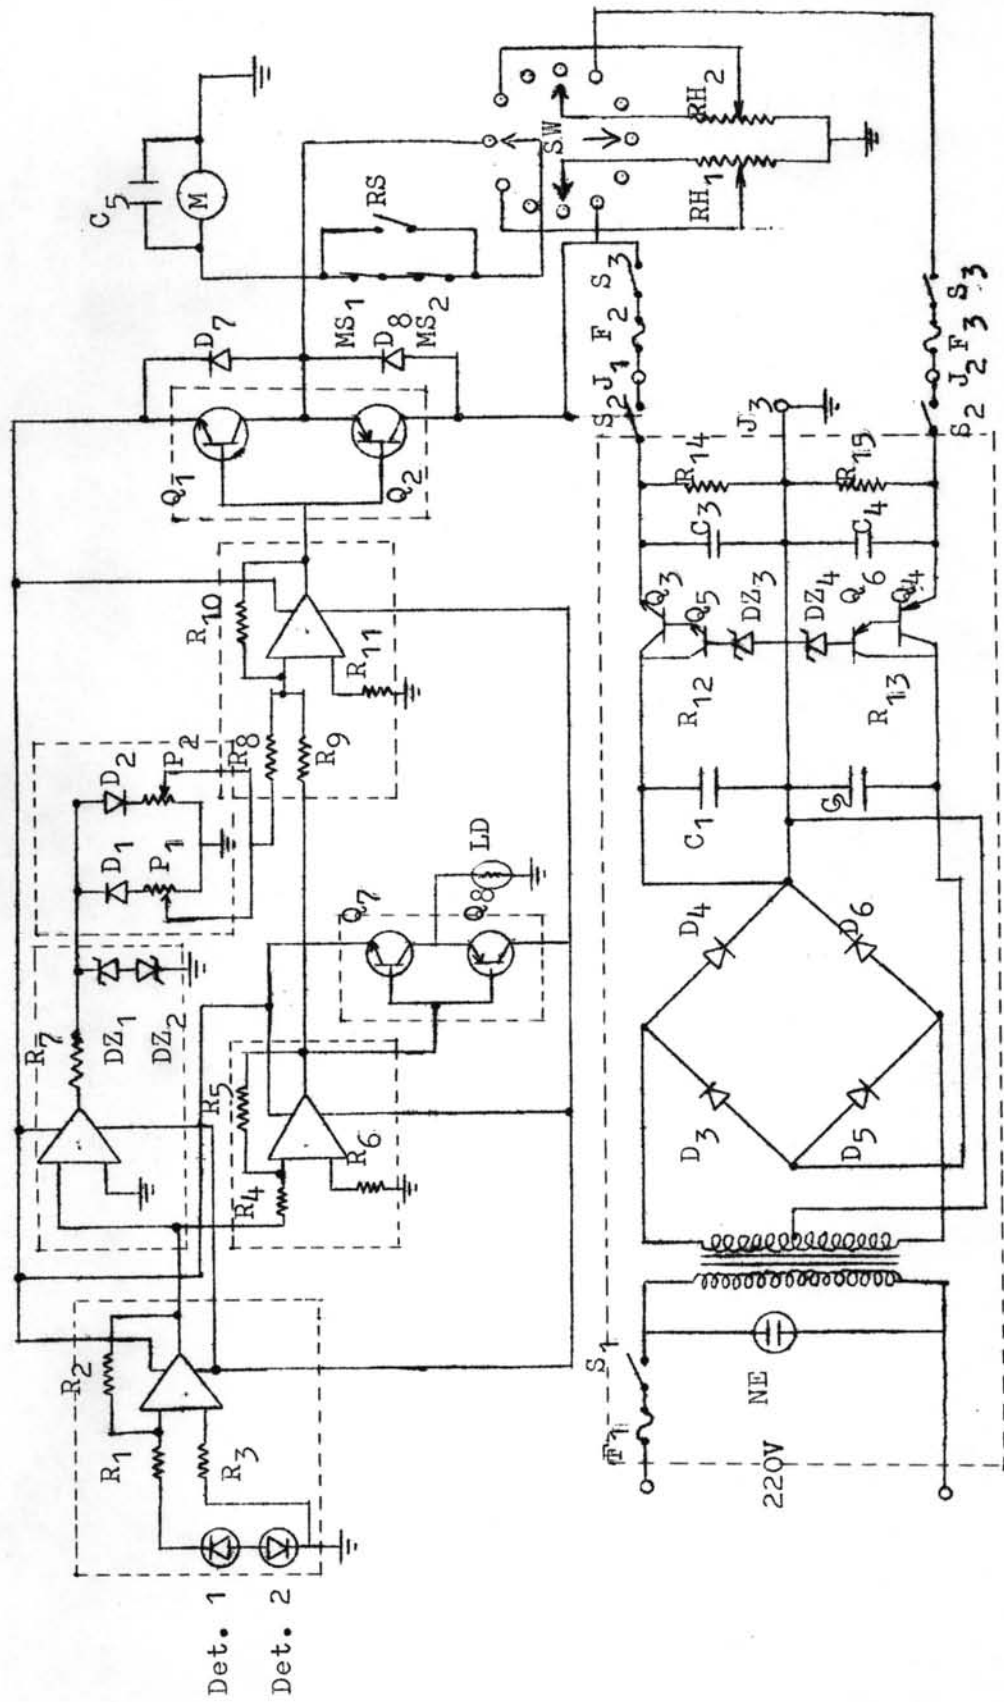 Det. 1
Det. 2
R1
R2
R3
R4
R5
R6
R7
DZ1
DZ2
D1
P1
D2
P2
R8
R9
R10
R11
Q7
Q8
LD
Q1
Q2
D7
D8
MS1
MS2
RS
C5
M
SW
RH1
RH2
F1
S1
220V
NE
D3
D4
D5
D6
C1
C2
R12
R13
Q3
Q5
DZ3
DZ4
Q6
Q4
C3
C4
R14
R15
S2
J1
F2
S3
J3
S2
J2
F3
S3